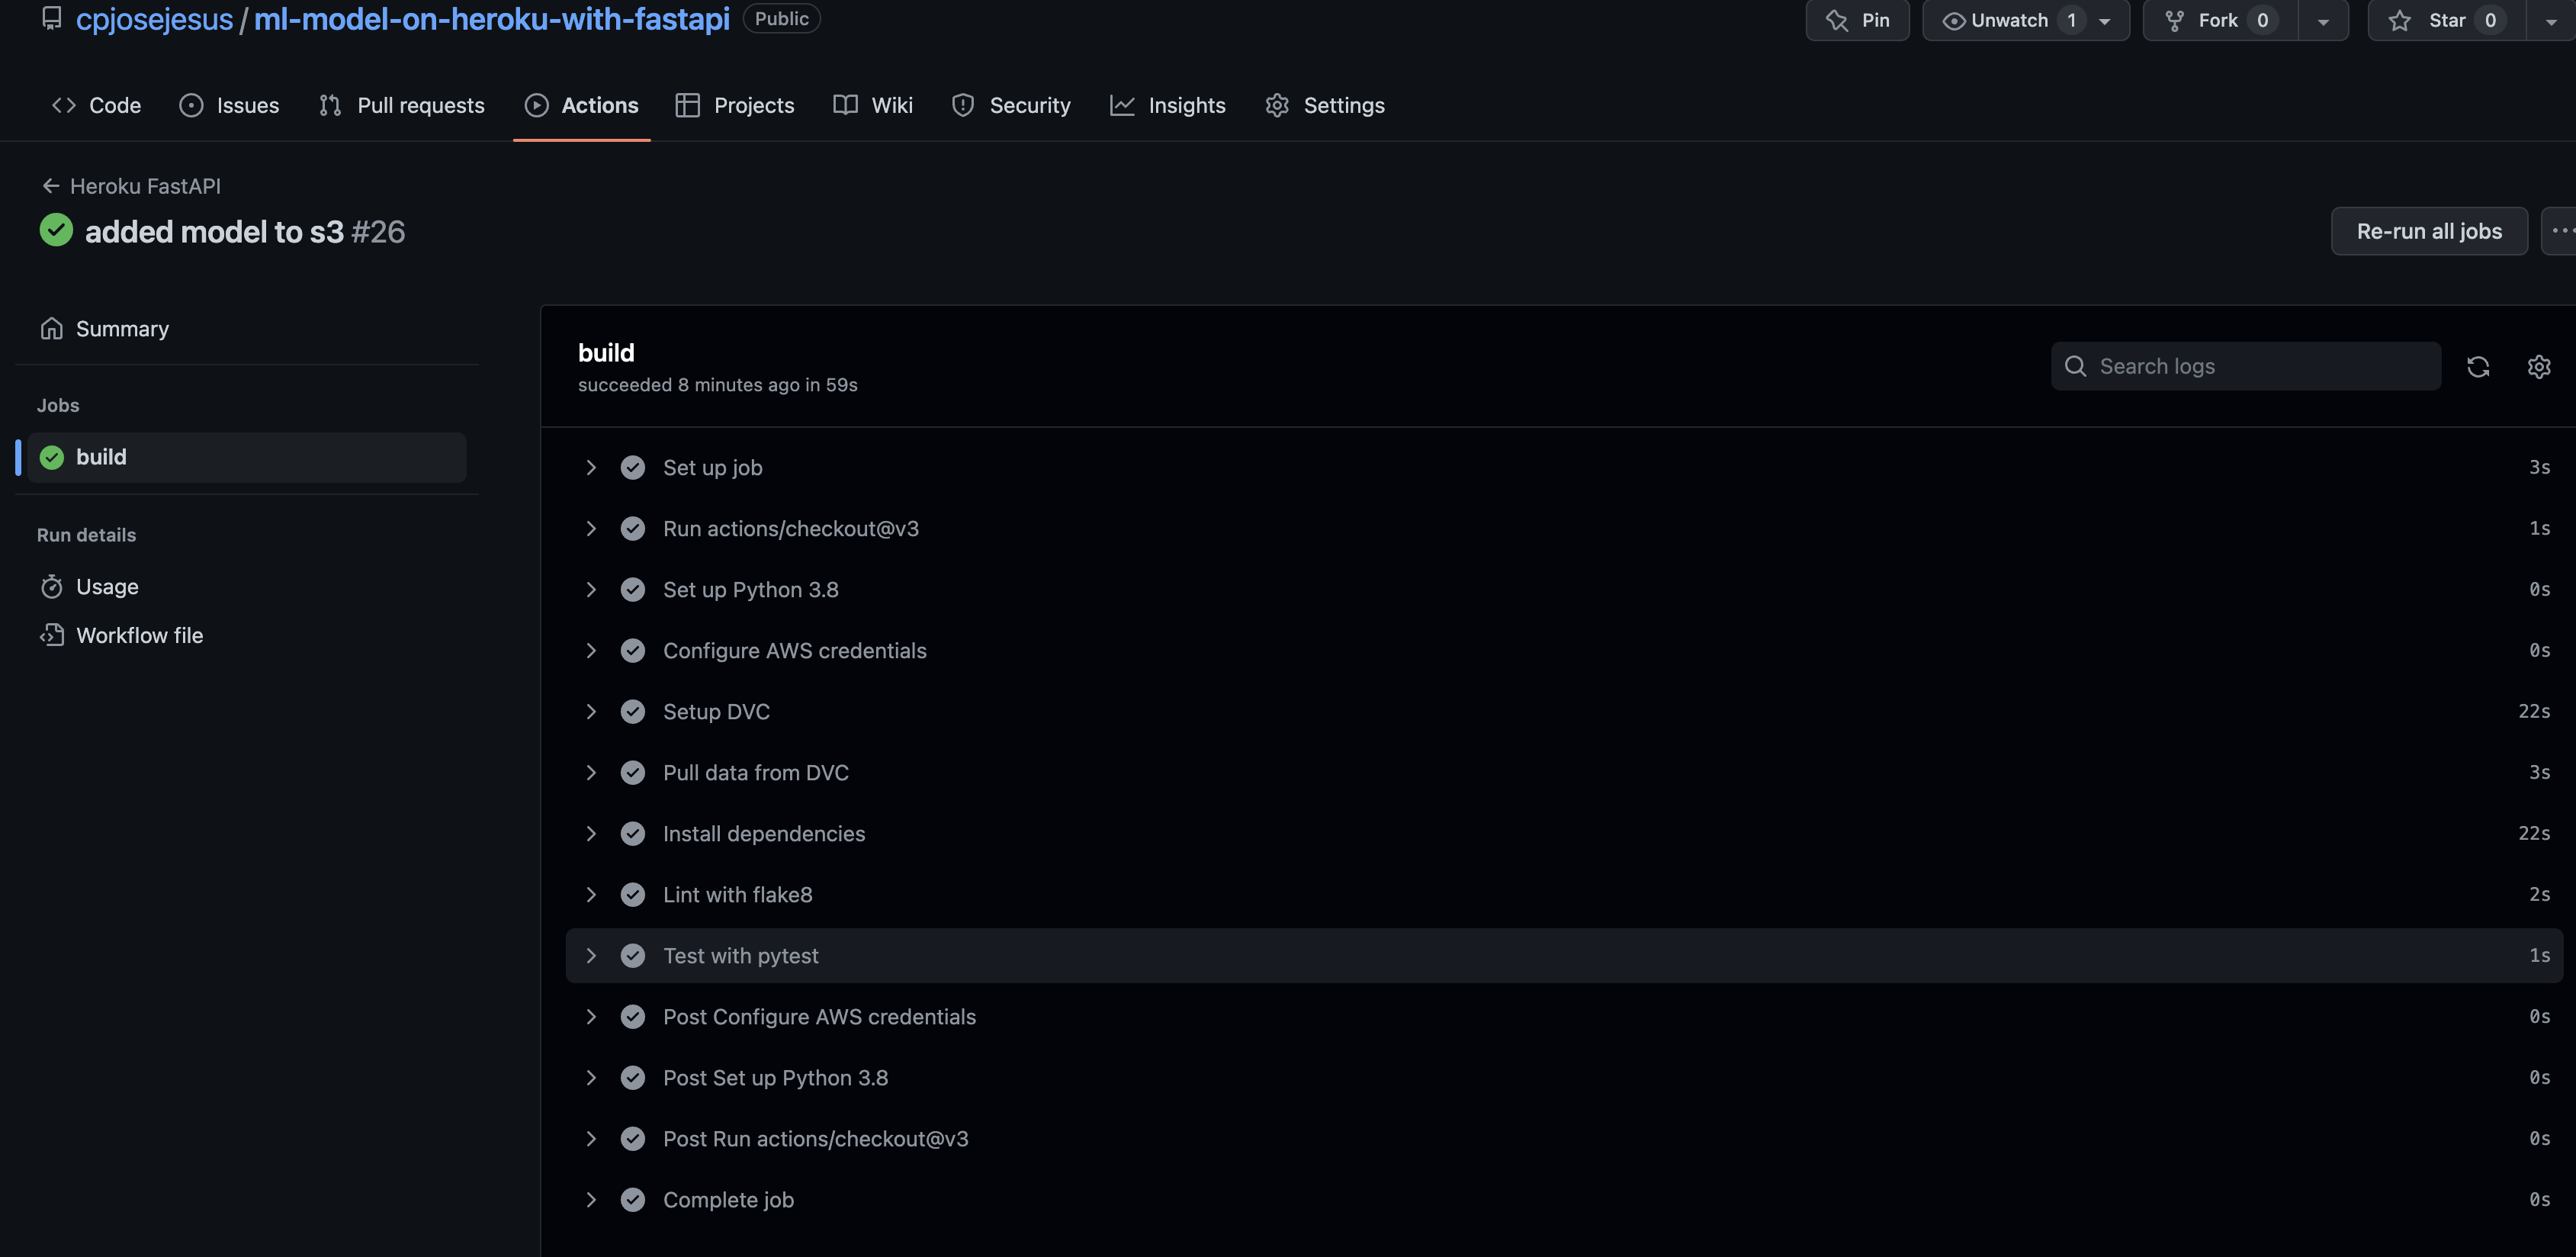 cpjosejesus / ml-model-on-heroku-with-fastapi Public
Pin Unwatch 1 Fork 0 Star 0
Code Issues Pull requests Actions Projects Wiki Security Insights Settings
Heroku FastAPI
added model to s3 #26
Re-run all jobs
Summary
Jobs
build
Run details
Usage
Workflow file
build
succeeded 8 minutes ago in 59s
Search logs
Set up job 3s
Run actions/checkout@v3 1s
Set up Python 3.8 0s
Configure AWS credentials 0s
Setup DVC 22s
Pull data from DVC 3s
Install dependencies 22s
Lint with flake8 2s
Test with pytest 1s
Post Configure AWS credentials 0s
Post Set up Python 3.8 0s
Post Run actions/checkout@v3 0s
Complete job 0s